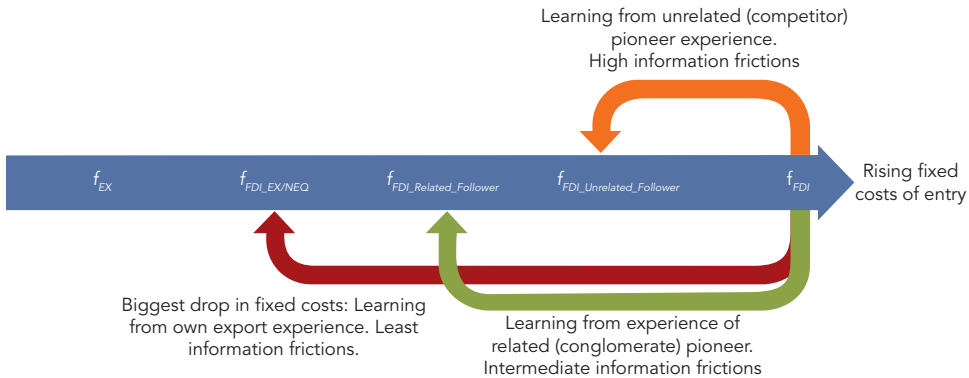 Learning from unrelated (competitor)
pioneer experience.
High information frictions
f_EX
f_FDI_EX/NEQ
f_FDI_Related_Follower
f_FDI_Unrelated_Follower
f_FDI
Rising fixed
costs of entry
Biggest drop in fixed costs: Learning
from own export experience. Least
information frictions.
Learning from experience of
related (conglomerate) pioneer.
Intermediate information frictions